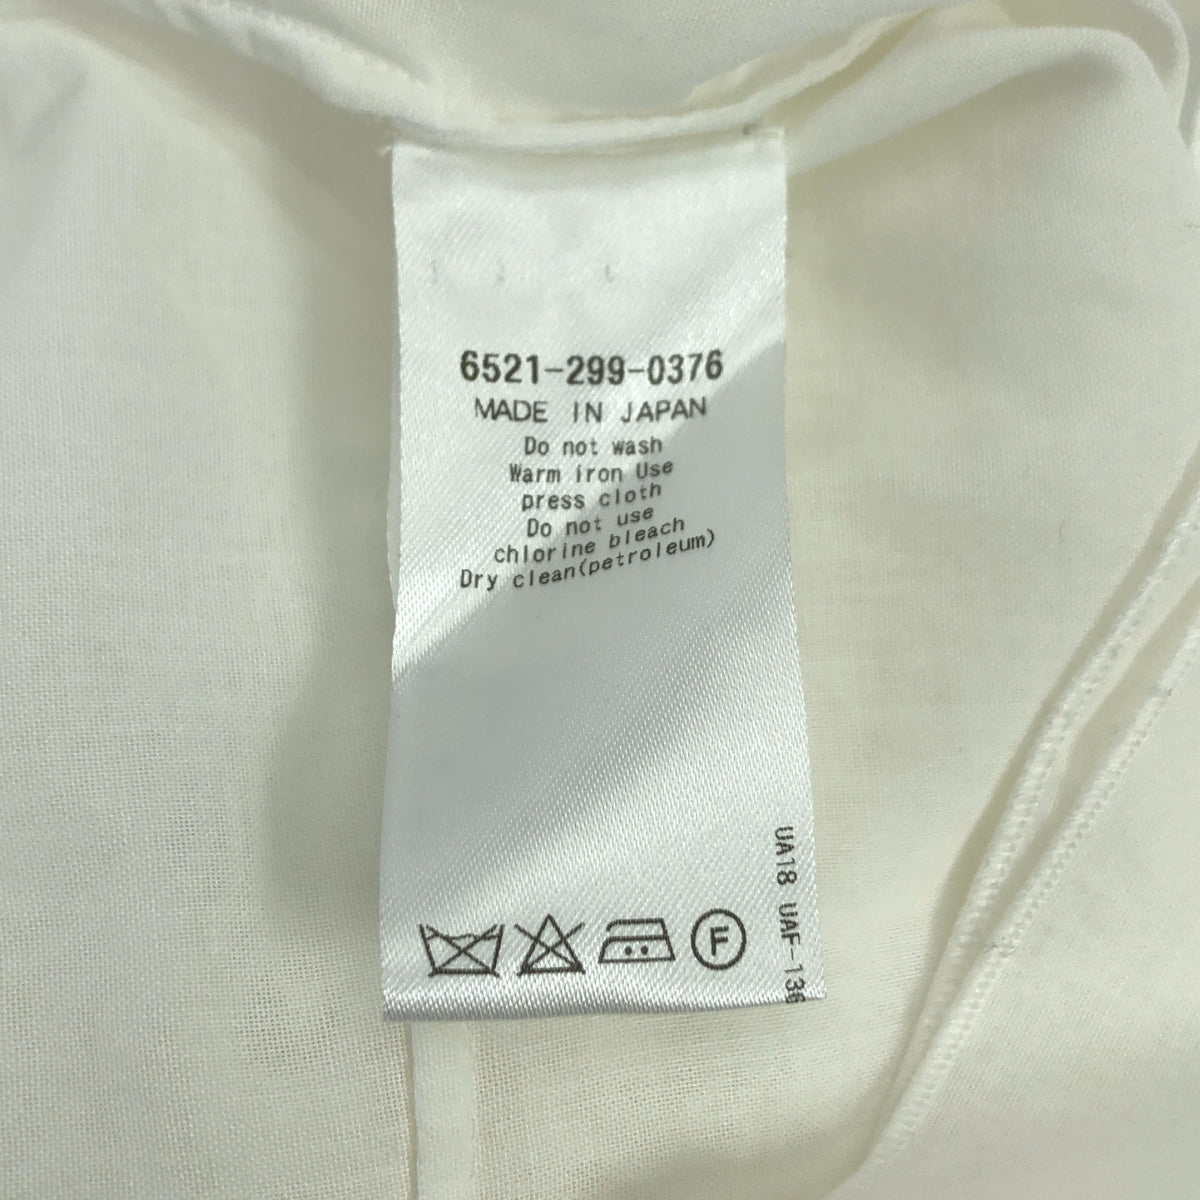 6521-299-0376
MADE IN JAPAN
Do not wash
Warm iron Use
press cloth
Do not use
chlorine bleach
Dry clean(petroleum)
F
UA18 UAF-136